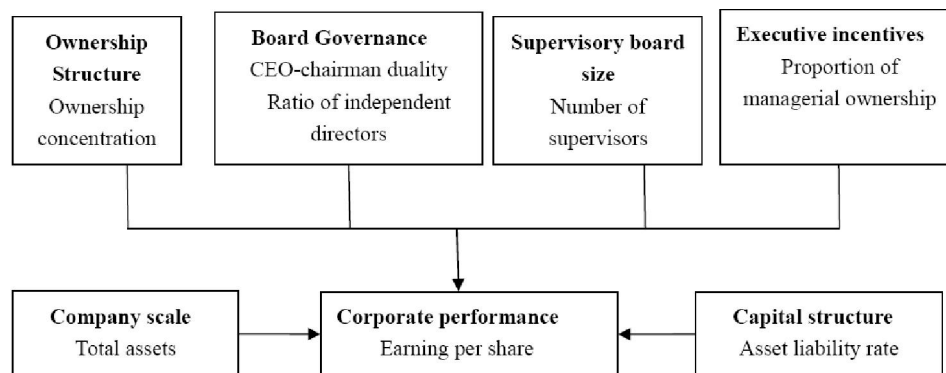 Ownership
Structure
Ownership
concentration
Board Governance
CEO-chairman duality
Ratio of independent
directors
Supervisory board
size
Number of
supervisors
Executive incentives
Proportion of
managerial ownership
Company scale
Total assets
Corporate performance
Earning per share
Capital structure
Asset liability rate